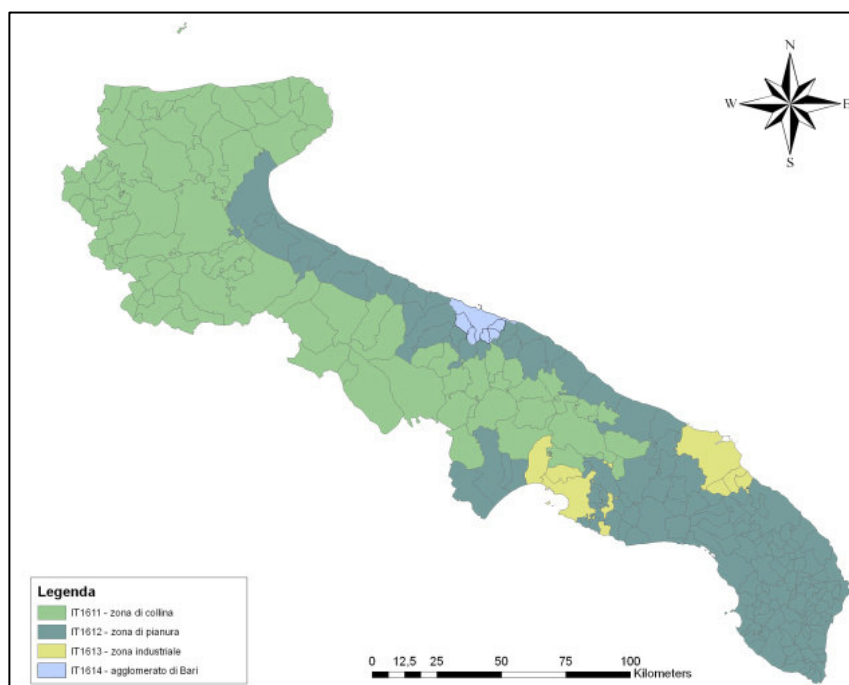 N
W E
S
Legenda
IT1611 - zona di collina
IT1612 - zona di pianura
IT1613 - zona industriale
IT1614 - agglomerato di Bari
0 12,5 25 50 75 100
Kilometers